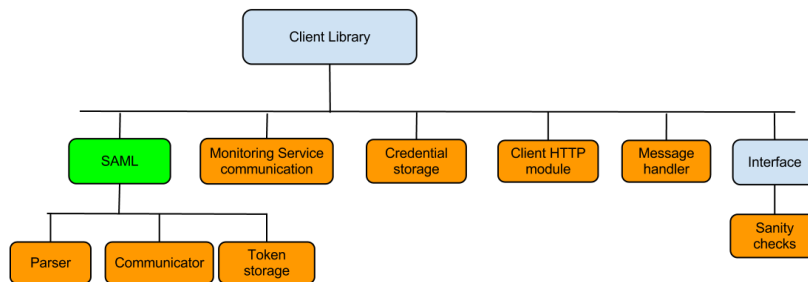 Client Library
SAML
Monitoring Service
communication
Credential
storage
Client HTTP
module
Message
handler
Interface
Parser
Communicator
Token
storage
Sanity
checks